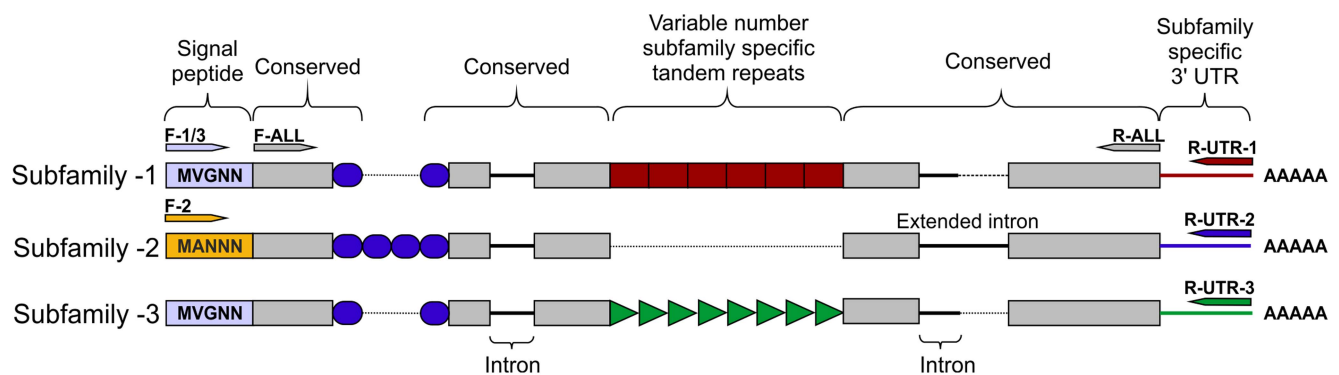 Signal
peptide
Conserved
Conserved
Variable number
subfamily specific
tandem repeats
Conserved
Subfamily
specific
3' UTR
F-1/3
F-ALL
R-ALL
R-UTR-1
Subfamily -1
MVGNN
AAAAA
F-2
Extended intron
R-UTR-2
Subfamily -2
MANNN
AAAAA
R-UTR-3
Subfamily -3
MVGNN
AAAAA
Intron
Intron